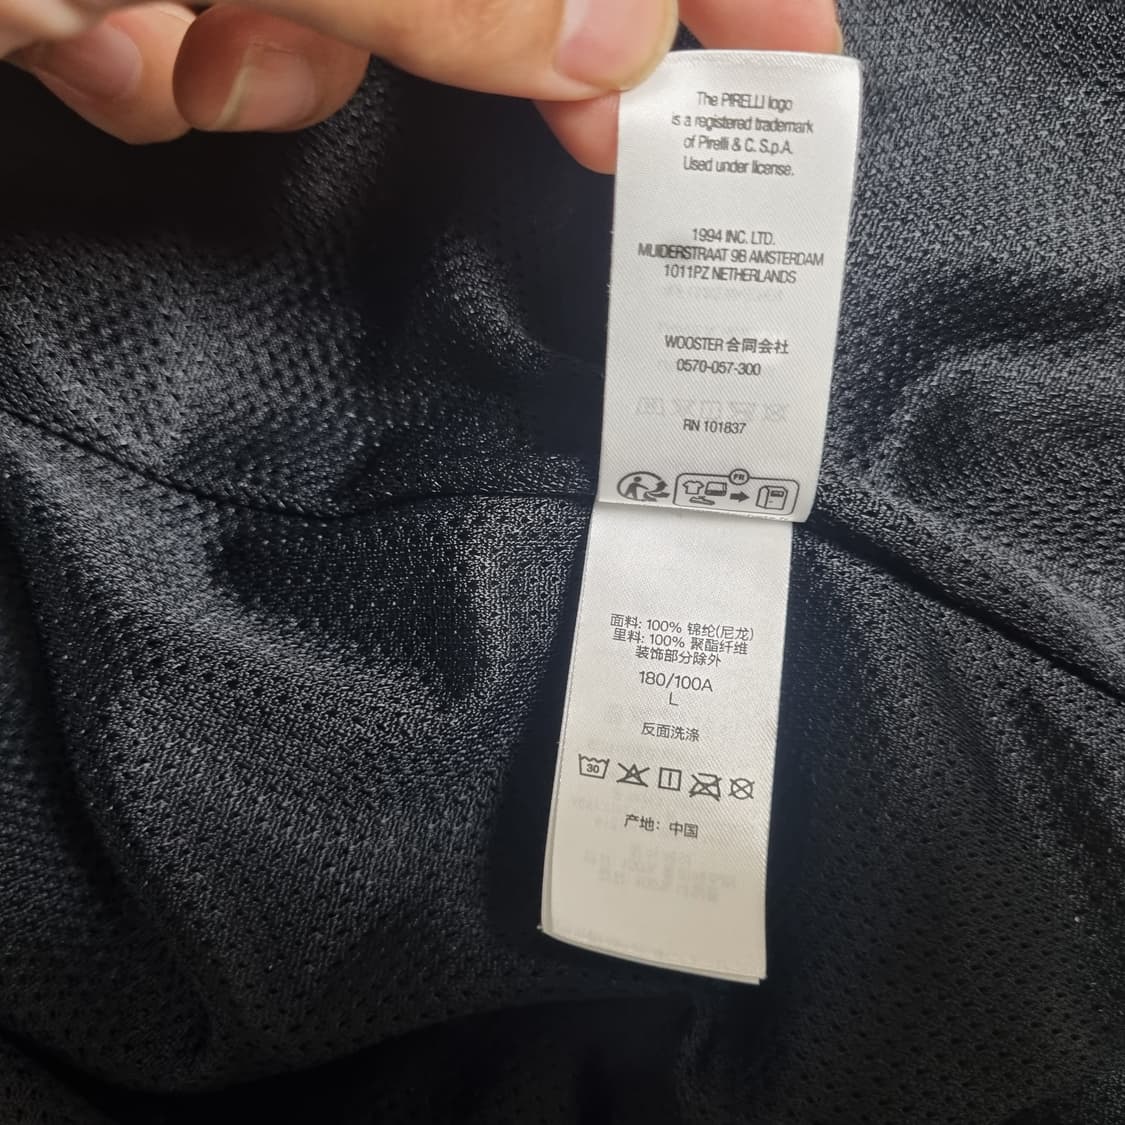 The PIRELLI logo
is a registered trademark
of Pirelli & C. S.p.A.
Used under license.
1994 INC. LTD.
MUIDERSTRAAT 9B AMSTERDAM
1011PZ NETHERLANDS
WOOSTER 合同会社
0570-057-300
RN 101837
FR
面料: 100% 锦纶(尼龙)
里料: 100% 聚酯纤维
装饰部分除外
180/100A
L
反面洗涤
30
产地：中国